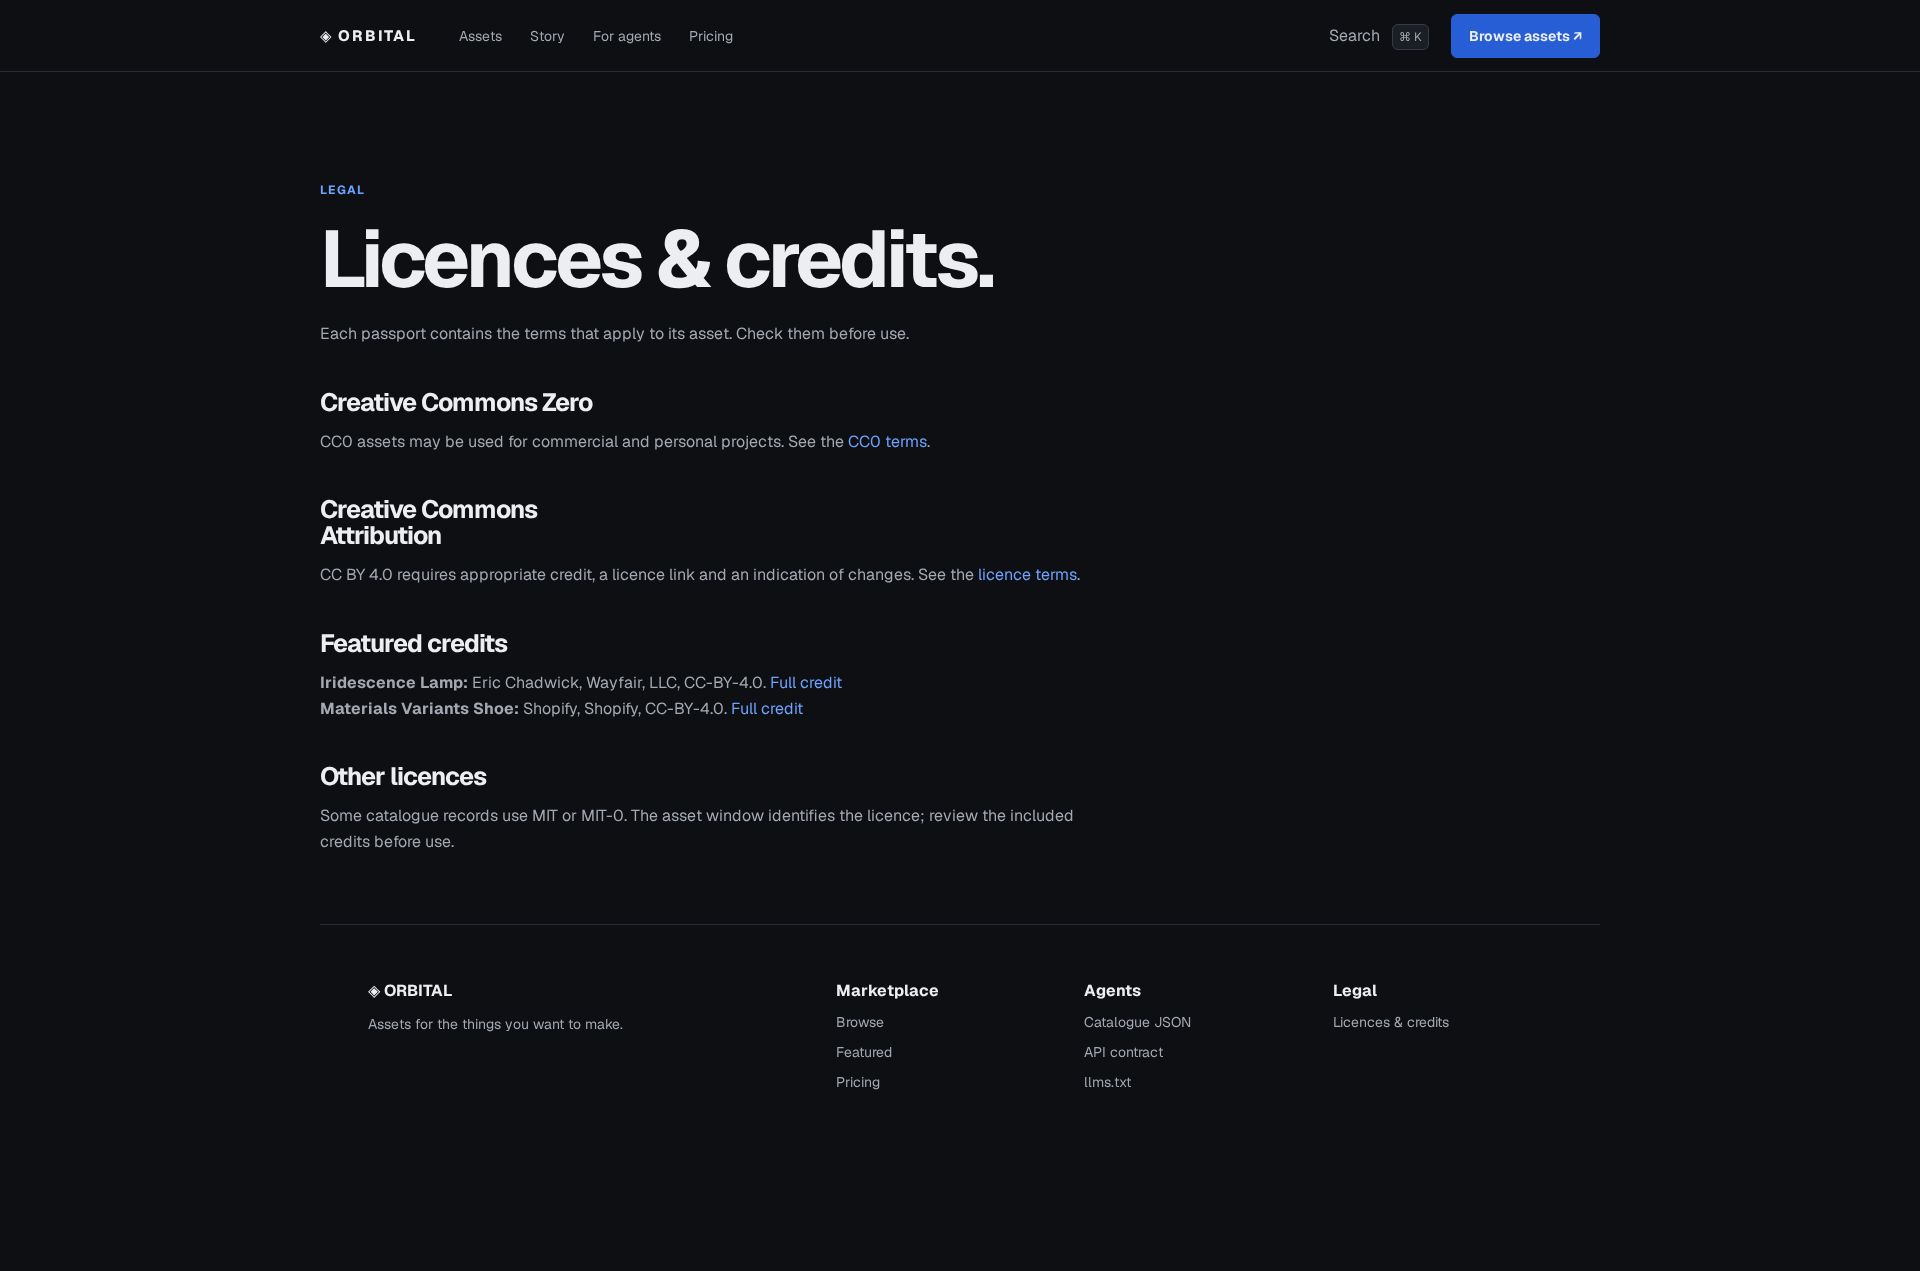 ◈ ORBITAL
Assets
Story
For agents
Pricing
Search
⌘ K
Browse assets ↗
LEGAL
Licences & credits.
Each passport contains the terms that apply to its asset. Check them before use.
Creative Commons Zero
CC0 assets may be used for commercial and personal projects. See the CC0 terms.
Creative Commons
Attribution
CC BY 4.0 requires appropriate credit, a licence link and an indication of changes. See the licence terms.
Featured credits
Iridescence Lamp: Eric Chadwick, Wayfair, LLC, CC-BY-4.0. Full credit
Materials Variants Shoe: Shopify, Shopify, CC-BY-4.0. Full credit
Other licences
Some catalogue records use MIT or MIT-0. The asset window identifies the licence; review the included
credits before use.
◈ ORBITAL
Assets for the things you want to make.
Marketplace
Browse
Featured
Pricing
Agents
Catalogue JSON
API contract
llms.txt
Legal
Licences & credits